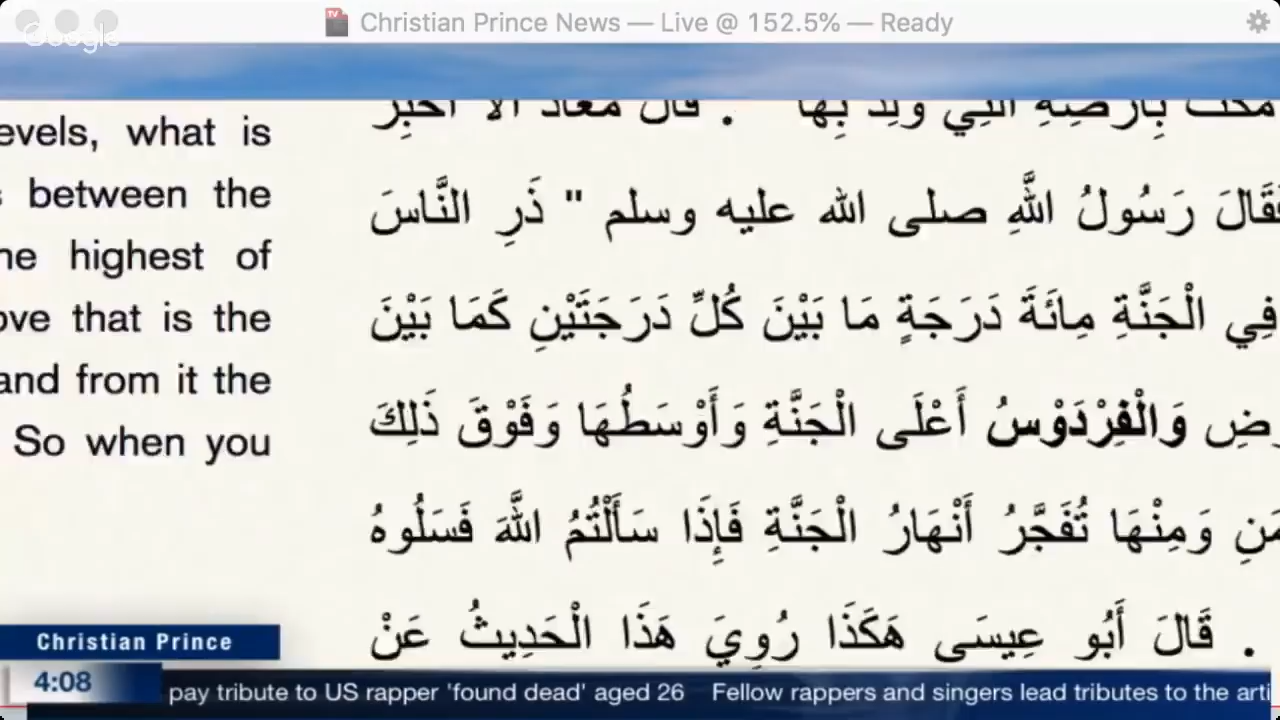 Christian Prince News — Live @ 152.5% — Ready
Google
evels, what is
between the
highest of
ove that is the
and from it the
So when you
بِأَرْضِهِ الَّتِي وُلِدَ بِهَا " . قَالَ مُعَاذٌ أَلاَ أُخْبِرُ
فَقَالَ رَسُولُ اللَّهِ صلى الله عليه وسلم " ذَرِ النَّاسَ
فِي الْجَنَّةِ مِائَةَ دَرَجَةٍ مَا بَيْنَ كُلِّ دَرَجَتَيْنِ كَمَا بَيْنَ
وَالْفِرْدَوْسُ أَعْلَى الْجَنَّةِ وَأَوْسَطُهَا وَفَوْقَ ذَلِكَ
وَمِنْهَا تُفَجَّرُ أَنْهَارُ الْجَنَّةِ فَإِذَا سَأَلْتُمُ اللَّهَ فَسَلُوهُ
. قَالَ أَبُو عِيسَى هَكَذَا رُوِيَ هَذَا الْحَدِيثُ عَنْ
Christian Prince
4:08
pay tribute to US rapper 'found dead' aged 26 Fellow rappers and singers lead tributes to the arti